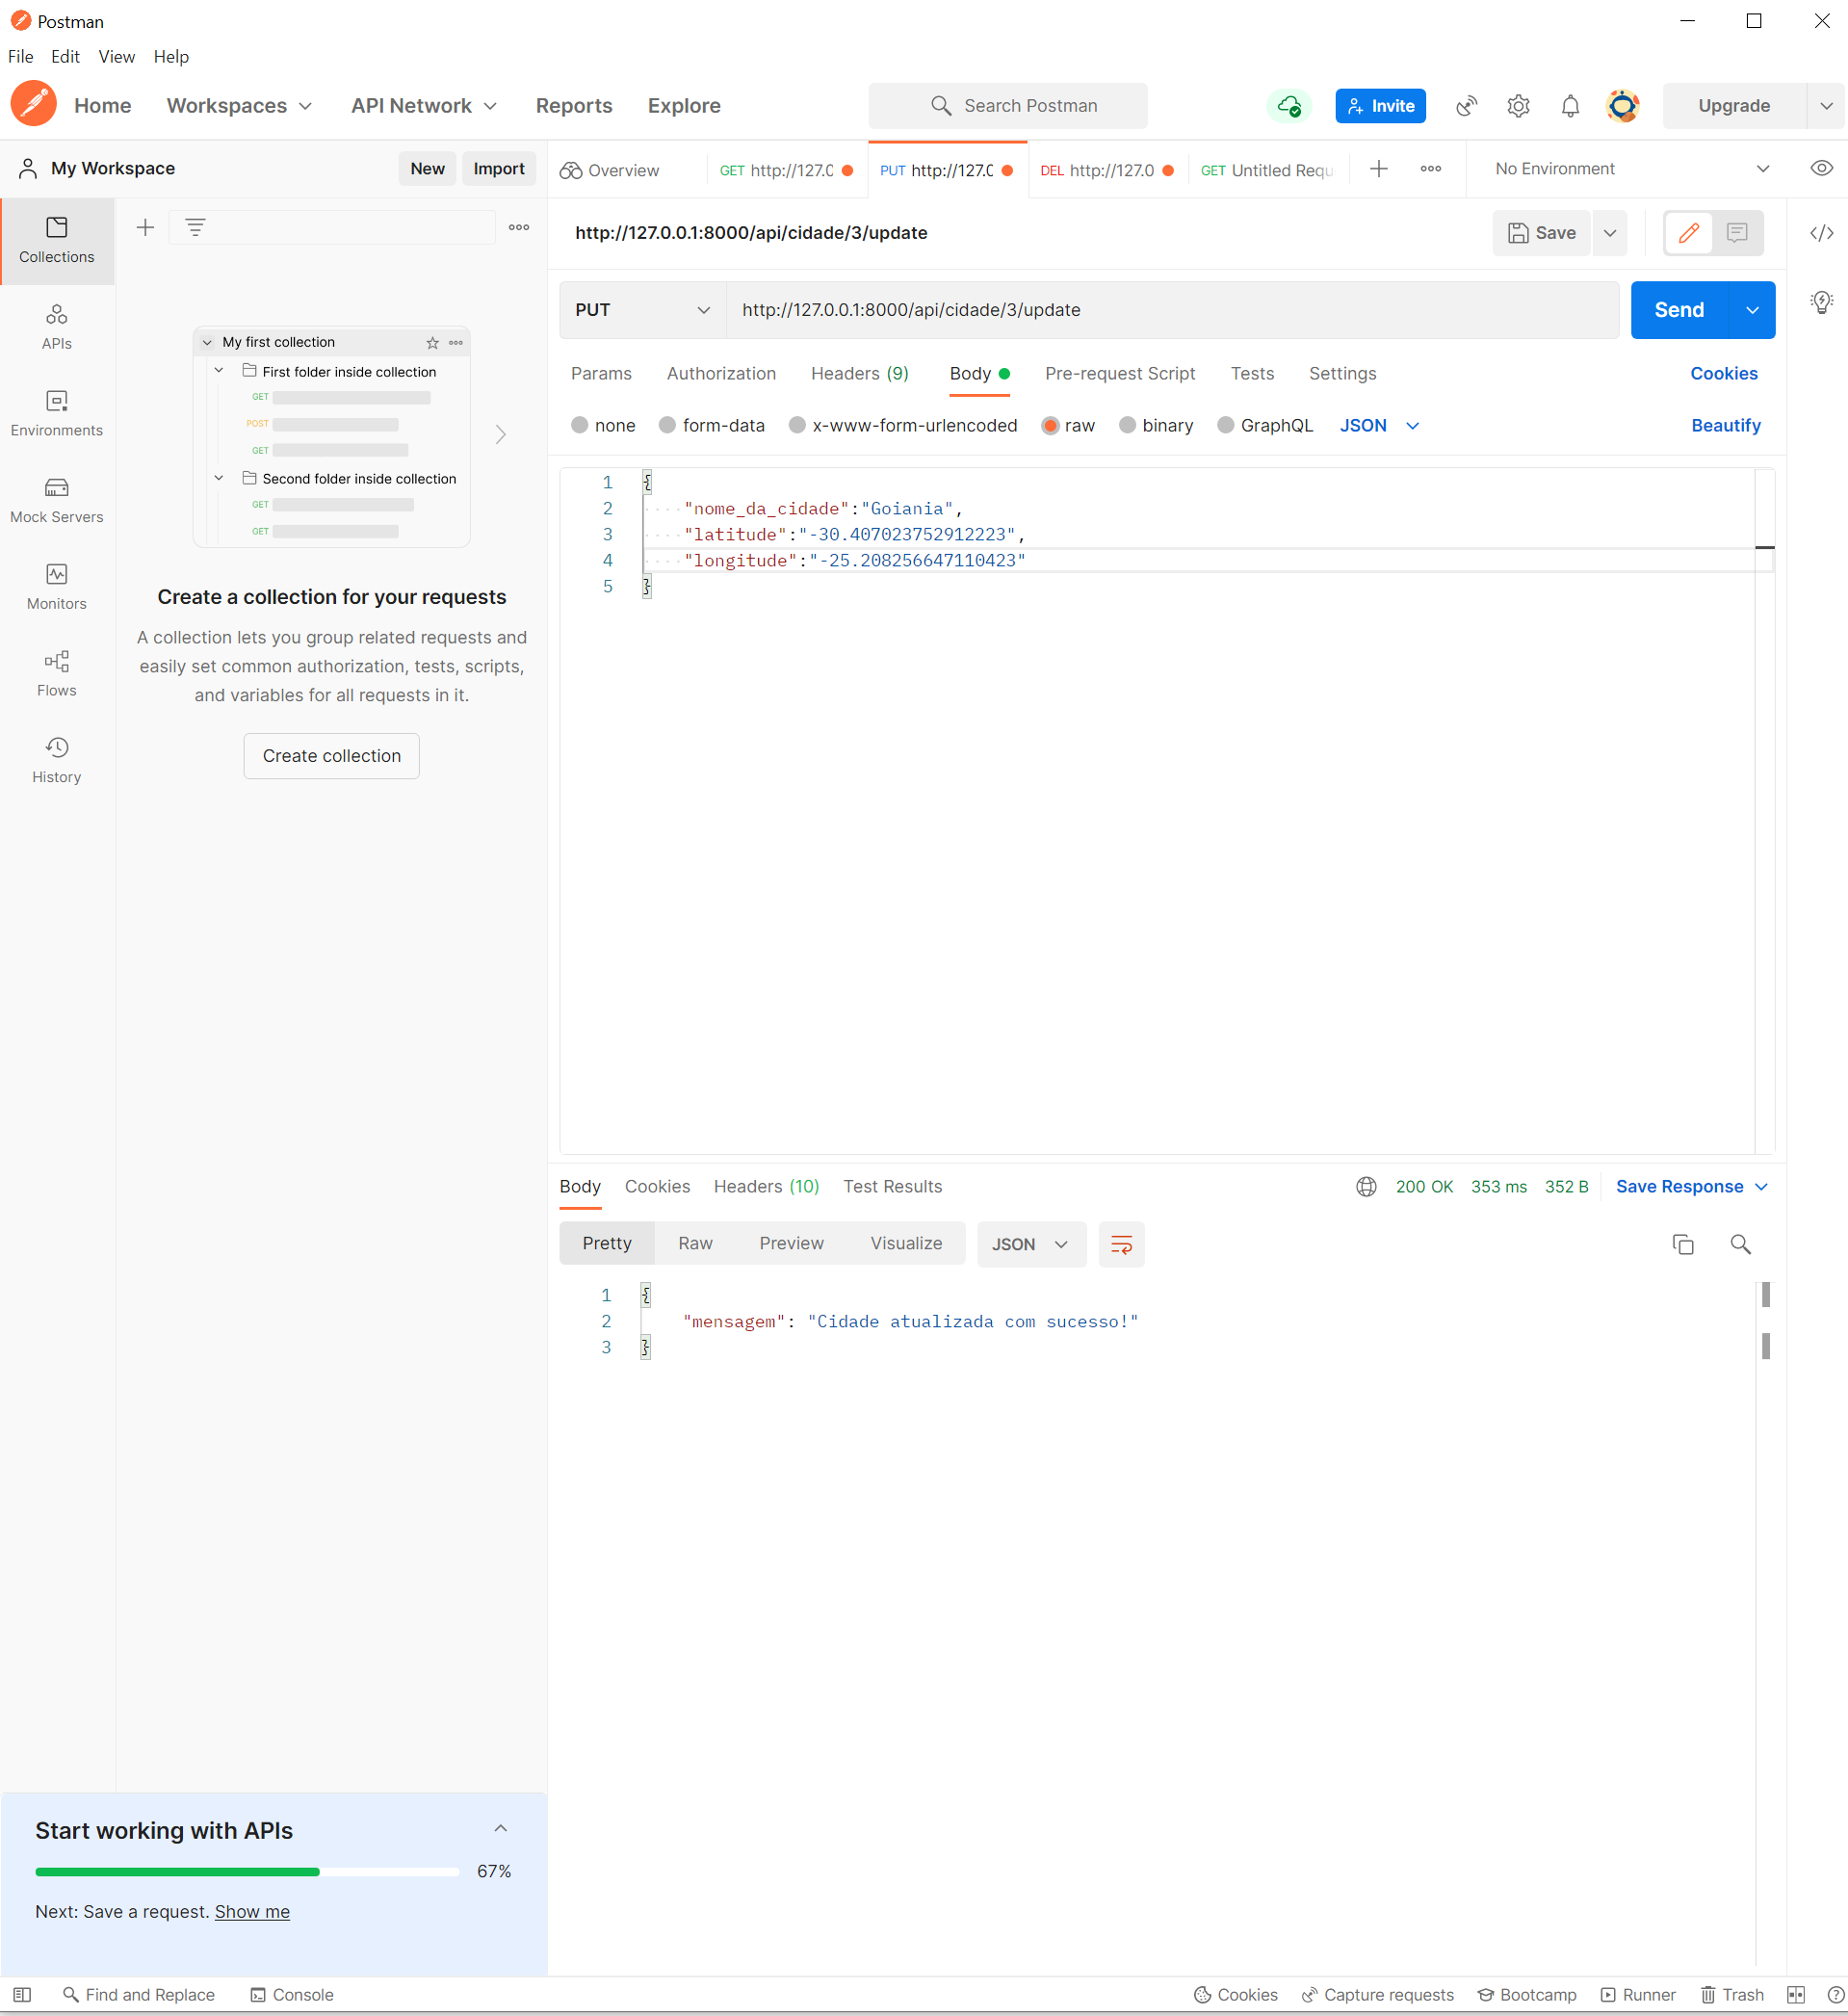 Postman
File Edit View Help
Home Workspaces API Network Reports Explore Search Postman Invite Upgrade
My Workspace New Import Overview GET http://127.0 PUT http://127.0 DEL http://127.0 GET Untitled Requ No Environment
Collections
APIs
Environments
Mock Servers
Monitors
Flows
History
My first collection
First folder inside collection
GET
POST
GET
Second folder inside collection
GET
GET
Create a collection for your requests
A collection lets you group related requests and
easily set common authorization, tests, scripts,
and variables for all requests in it.
Create collection
Start working with APIs
67%
Next: Save a request. Show me
http://127.0.0.1:8000/api/cidade/3/update Save
PUT http://127.0.0.1:8000/api/cidade/3/update Send
Params Authorization Headers (9) Body Pre-request Script Tests Settings Cookies
none form-data x-www-form-urlencoded raw binary GraphQL JSON Beautify
1 {
2 "nome_da_cidade":"Goiania",
3 "latitude":"-30.407023752912223",
4 "longitude":"-25.208256647110423"
5 }
Body Cookies Headers (10) Test Results 200 OK 353 ms 352 B Save Response
Pretty Raw Preview Visualize JSON
1 {
2 "mensagem": "Cidade atualizada com sucesso!"
3 }
Find and Replace Console Cookies Capture requests Bootcamp Runner Trash